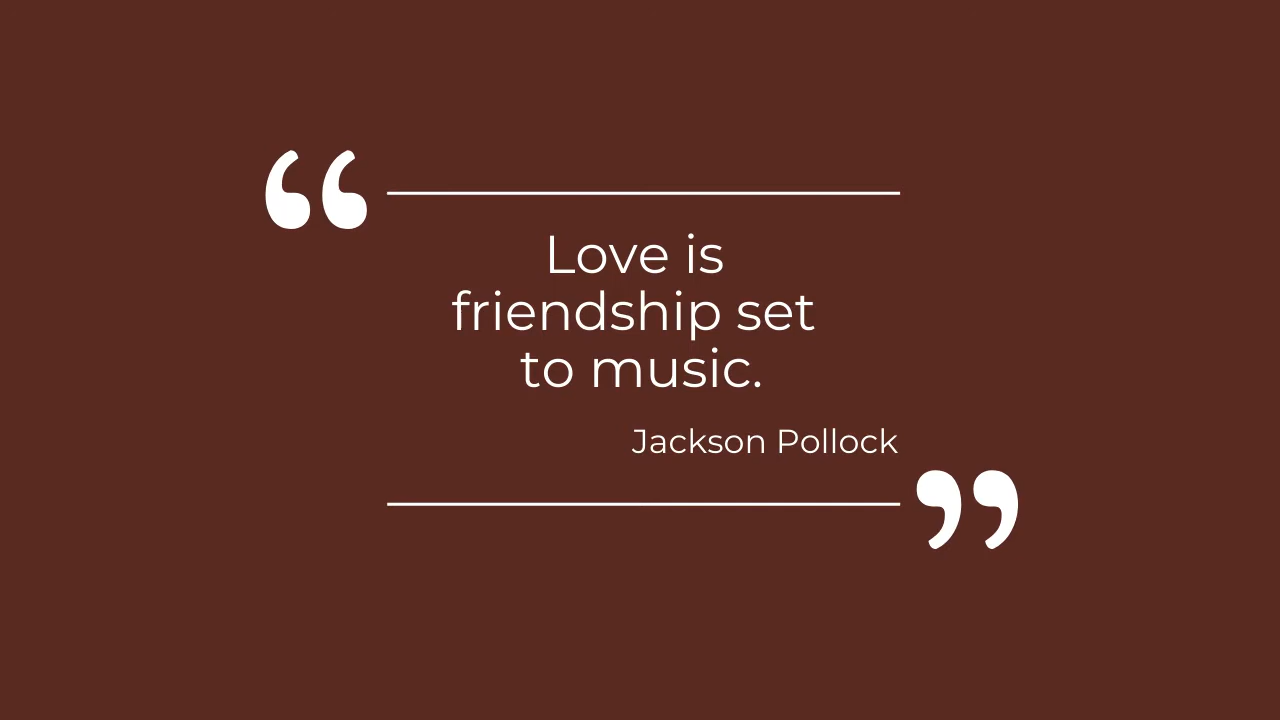 “
Love is
friendship set
to music.
Jackson Pollock
”